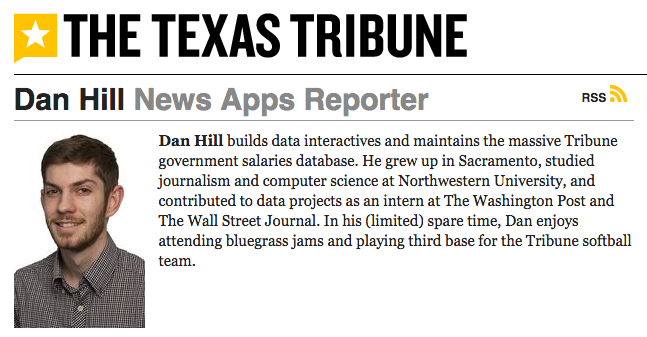 THE TEXAS TRIBUNE
Dan Hill News Apps Reporter
RSS
Dan Hill builds data interactives and maintains the massive Tribune
government salaries database. He grew up in Sacramento, studied
journalism and computer science at Northwestern University, and
contributed to data projects as an intern at The Washington Post and
The Wall Street Journal. In his (limited) spare time, Dan enjoys
attending bluegrass jams and playing third base for the Tribune softball
team.